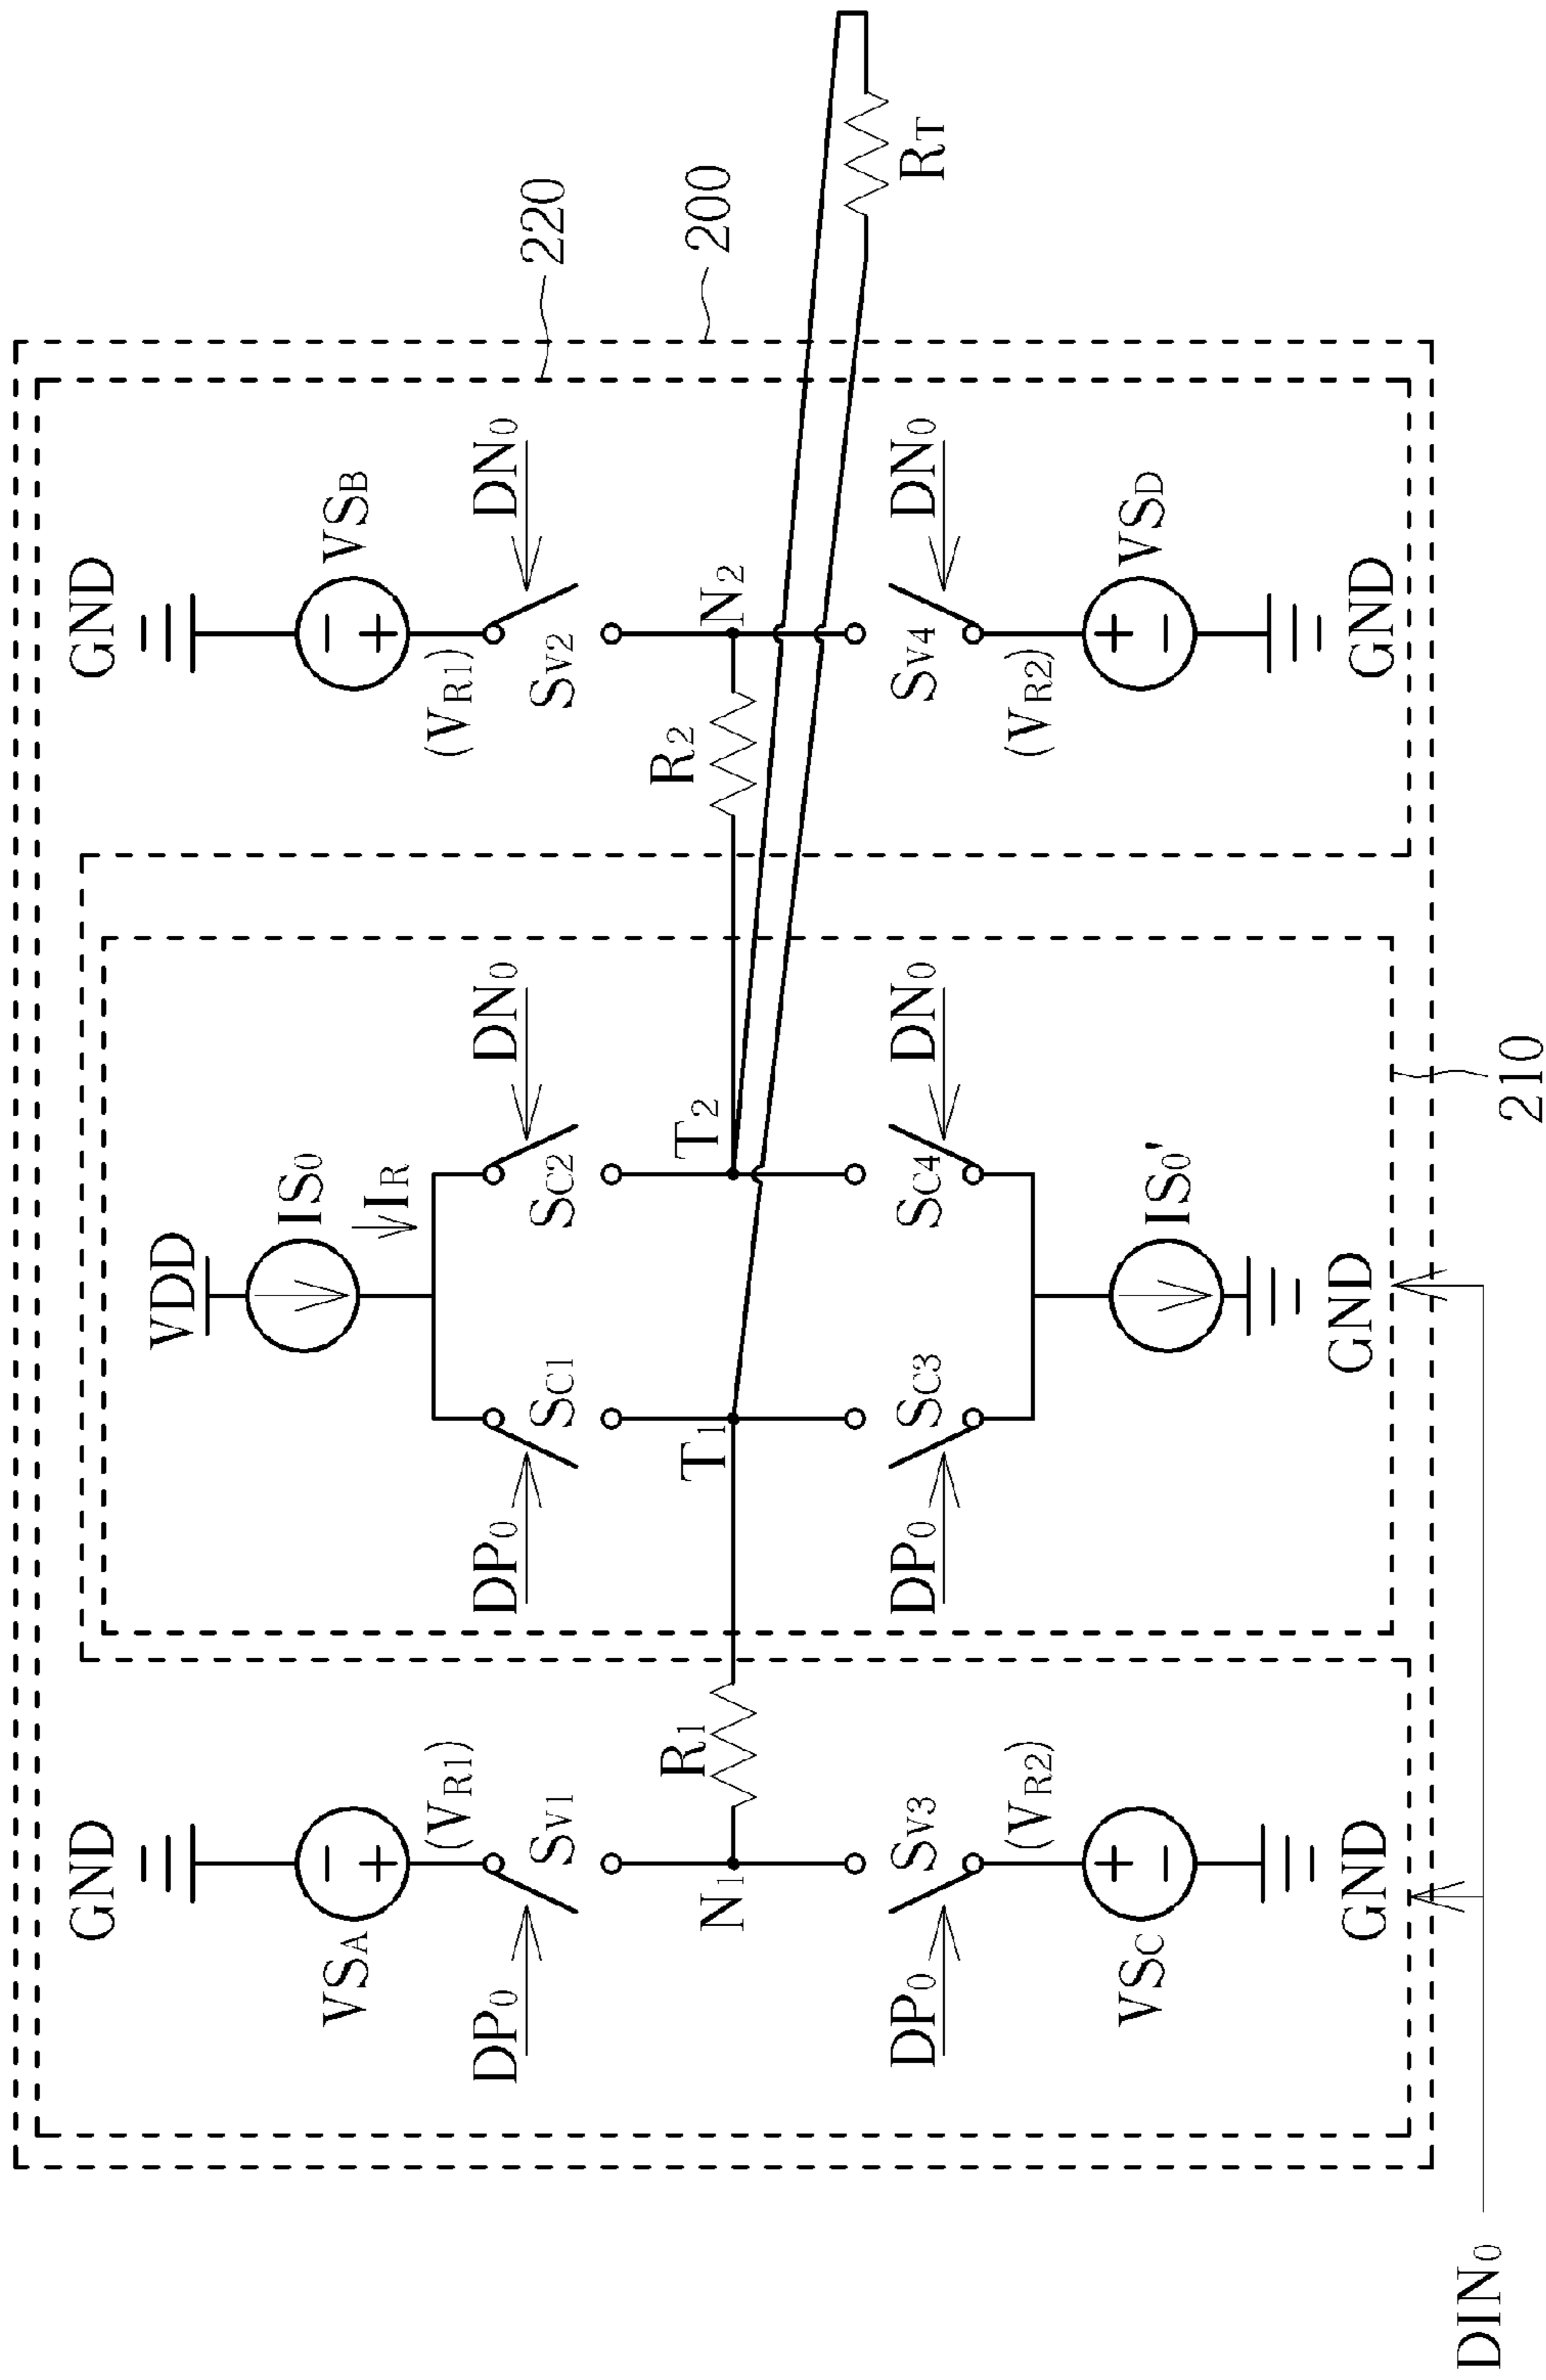 220
200
GND
VSB
(VR1)
DN0
SV2
N2
R2
DN0
SV4
(VR2)
VSD
GND
RT
VDD
IS0
IR
DN0
SC2
SC1
DP0
T2
T1
DN0
SC4
SC3
DP0
IS0'
GND
210
GND
VSA
(VR1)
SV1
DP0
R1
N1
SV3
DP0
(VR2)
VSC
GND
DIN0